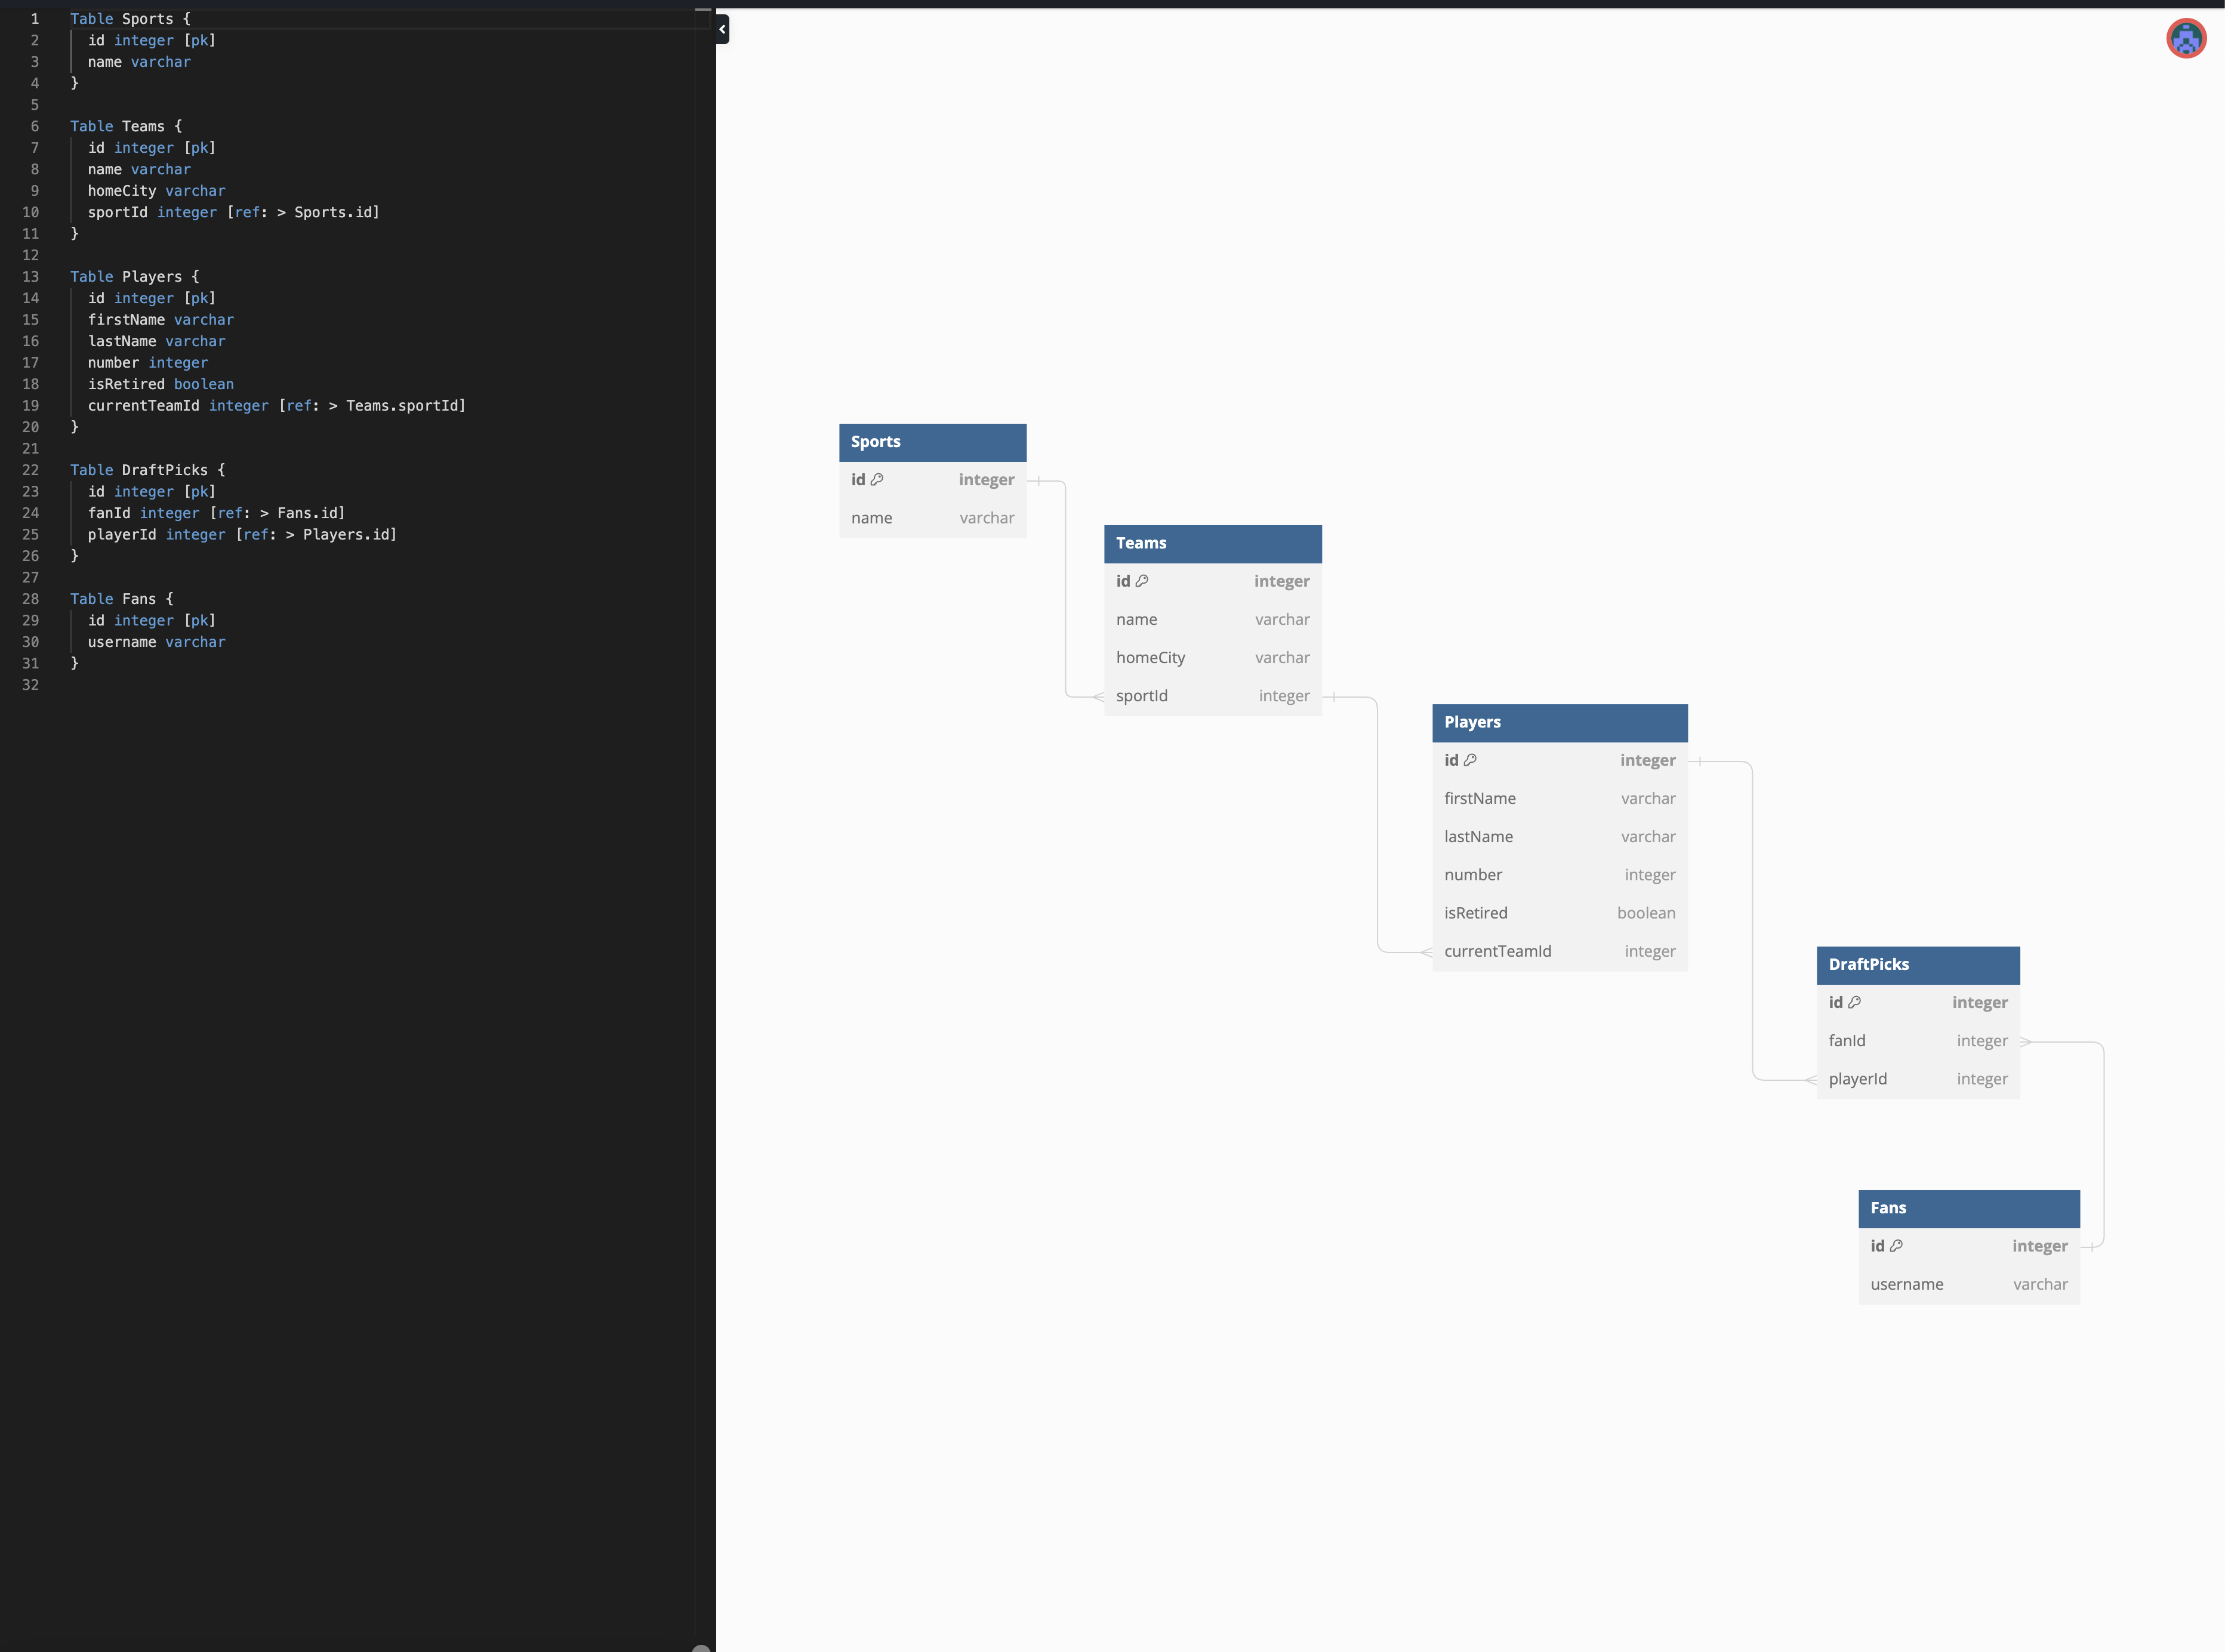 1 Table Sports {
2 id integer [pk]
3 name varchar
4 }
5
6 Table Teams {
7 id integer [pk]
8 name varchar
9 homeCity varchar
10 sportId integer [ref: > Sports.id]
11 }
12
13 Table Players {
14 id integer [pk]
15 firstName varchar
16 lastName varchar
17 number integer
18 isRetired boolean
19 currentTeamId integer [ref: > Teams.sportId]
20 }
21
22 Table DraftPicks {
23 id integer [pk]
24 fanId integer [ref: > Fans.id]
25 playerId integer [ref: > Players.id]
26 }
27
28 Table Fans {
29 id integer [pk]
30 username varchar
31 }
32
Sports
id integer
name varchar
Teams
id integer
name varchar
homeCity varchar
sportId integer
Players
id integer
firstName varchar
lastName varchar
number integer
isRetired boolean
currentTeamId integer
DraftPicks
id integer
fanId integer
playerId integer
Fans
id integer
username varchar